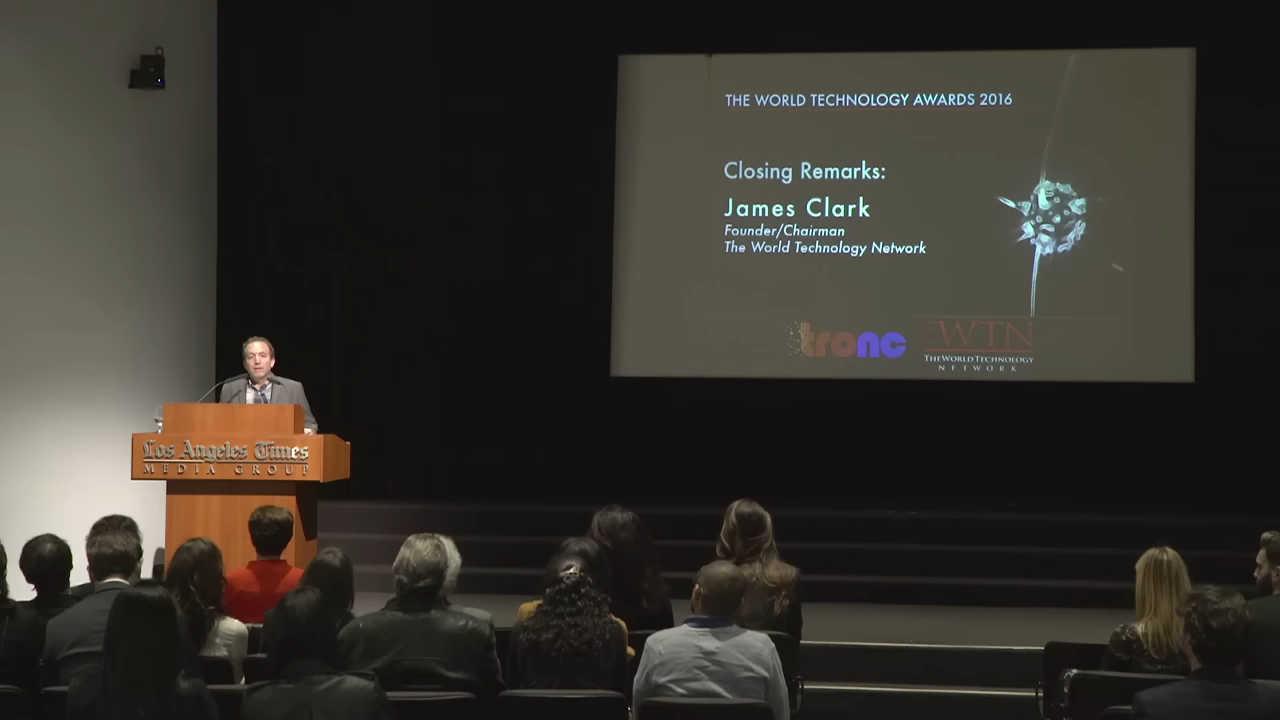 THE WORLD TECHNOLOGY AWARDS 2016
Closing Remarks:
James Clark
Founder/Chairman
The World Technology Network
tronc
WTN
THE WORLD TECHNOLOGY
NETWORK
Los Angeles Times
MEDIA GROUP